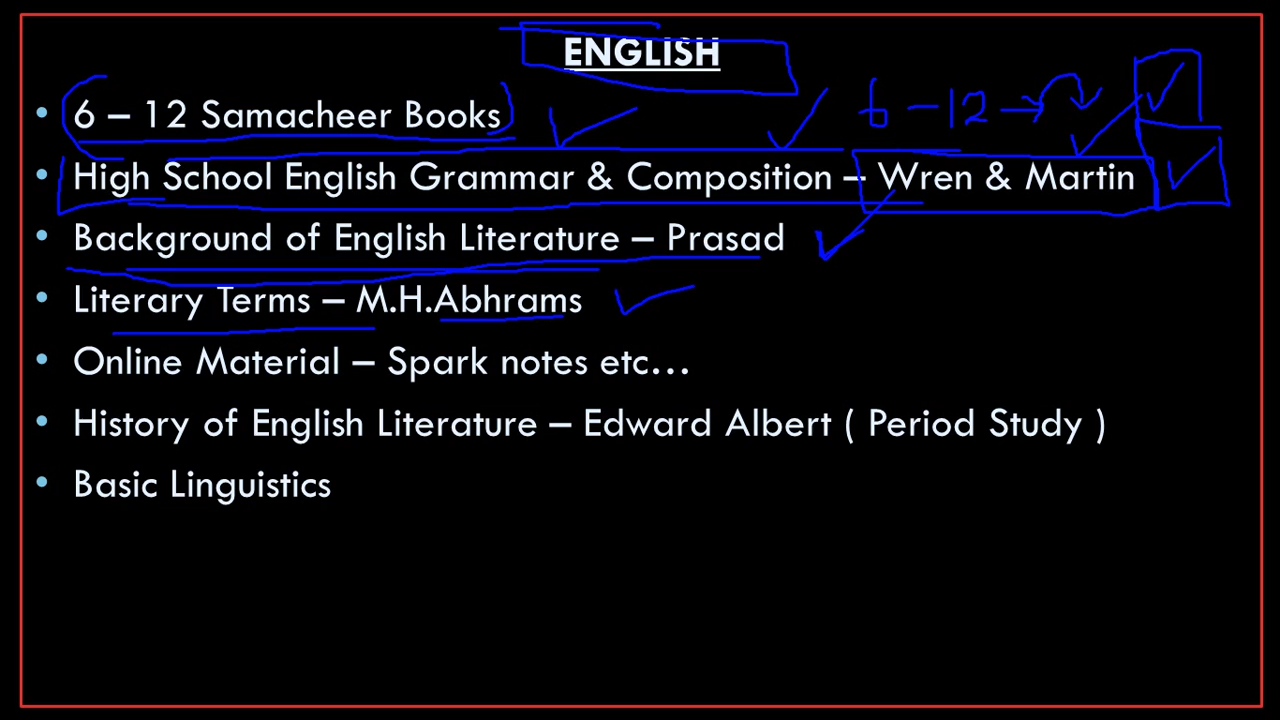 ENGLISH
6 – 12 →
• 6 – 12 Samacheer Books
• High School English Grammar & Composition – Wren & Martin
• Background of English Literature – Prasad
• Literary Terms – M.H.Abhrams
• Online Material – Spark notes etc…
• History of English Literature – Edward Albert ( Period Study )
• Basic Linguistics